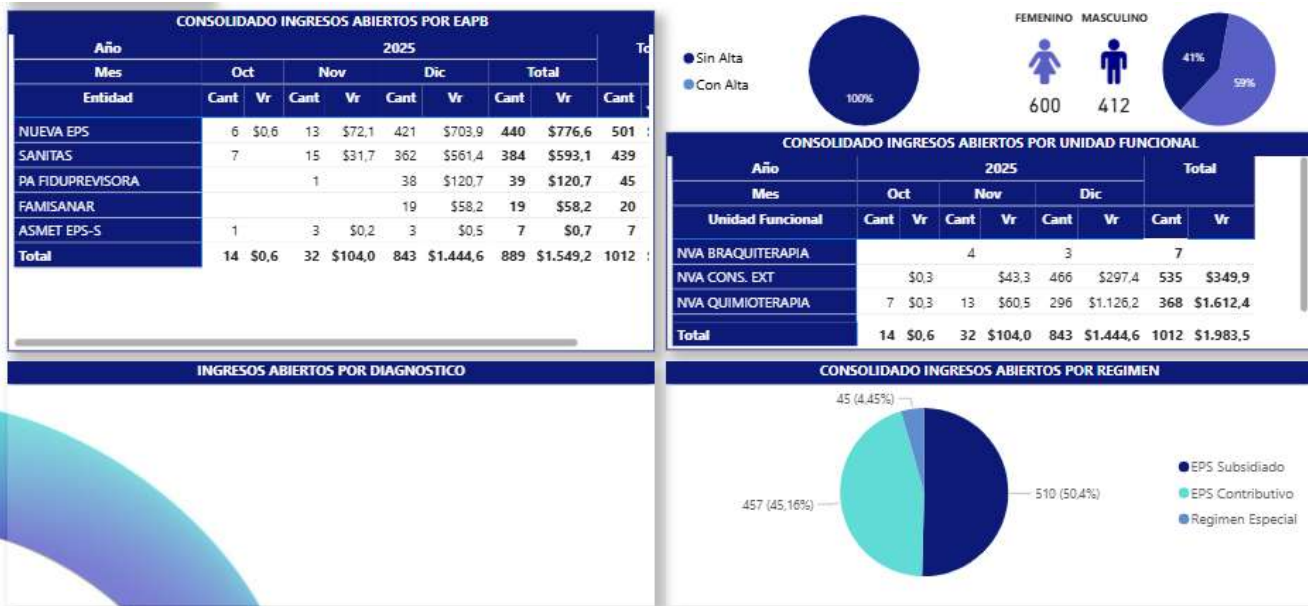 CONSOLIDADO INGRESOS ABIERTOS POR EAPB
Año 2025
Mes Oct Nov Dic Total
Entidad Cant Vr Cant Vr Cant Vr Cant Vr Cant
NUEVA EPS 6 $0,6 13 $72,1 421 $703,9 440 $776,6 501
SANITAS 7 15 $31,7 362 $561,4 384 $593,1 439
PA FIDUPREVISORA 1 38 $120,7 39 $120,7 45
FAMISANAR 19 $58,2 19 $58,2 20
ASMET EPS-S 1 3 $0,2 3 $0,5 7 $0,7 7
Total 14 $0,6 32 $104,0 843 $1.444,6 889 $1.549,2 1012
Sin Alta
Con Alta
100%
FEMENINO MASCULINO
600 412
41%
59%
CONSOLIDADO INGRESOS ABIERTOS POR UNIDAD FUNCIONAL
Año 2025 Total
Mes Oct Nov Dic
Unidad Funcional Cant Vr Cant Vr Cant Vr Cant Vr
NVA BRAQUITERAPIA 4 3 7
NVA CONS. EXT $0,3 $43,3 466 $297,4 535 $349,9
NVA QUIMIOTERAPIA 7 $0,3 13 $60,5 296 $1.126,2 368 $1.612,4
Total 14 $0,6 32 $104,0 843 $1.444,6 1012 $1.983,5
INGRESOS ABIERTOS POR DIAGNOSTICO
CONSOLIDADO INGRESOS ABIERTOS POR REGIMEN
45 (4,45%)
457 (45,16%)
510 (50,4%)
EPS Subsidiado
EPS Contributivo
Regimen Especial